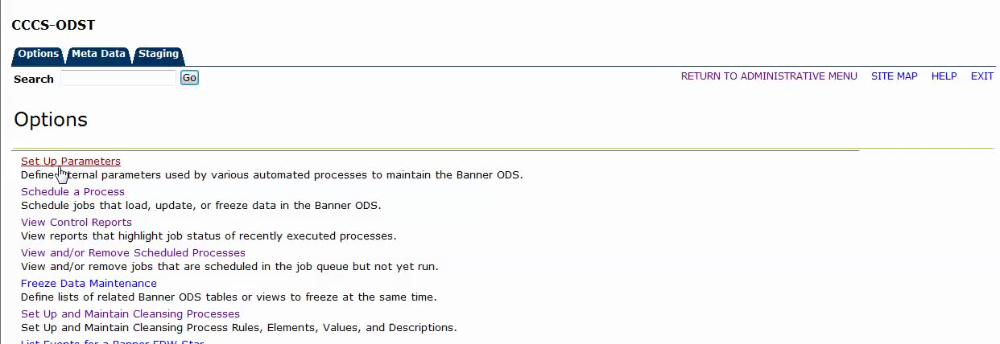 CCCS-ODST
Options Meta Data Staging
Search Go RETURN TO ADMINISTRATIVE MENU SITE MAP HELP EXIT
Options
Set Up Parameters
Define internal parameters used by various automated processes to maintain the Banner ODS.
Schedule a Process
Schedule jobs that load, update, or freeze data in the Banner ODS.
View Control Reports
View reports that highlight job status of recently executed processes.
View and/or Remove Scheduled Processes
View and/or remove jobs that are scheduled in the job queue but not yet run.
Freeze Data Maintenance
Define lists of related Banner ODS tables or views to freeze at the same time.
Set Up and Maintain Cleansing Processes
Set Up and Maintain Cleansing Process Rules, Elements, Values, and Descriptions.
List Events for a Banner EDW Star